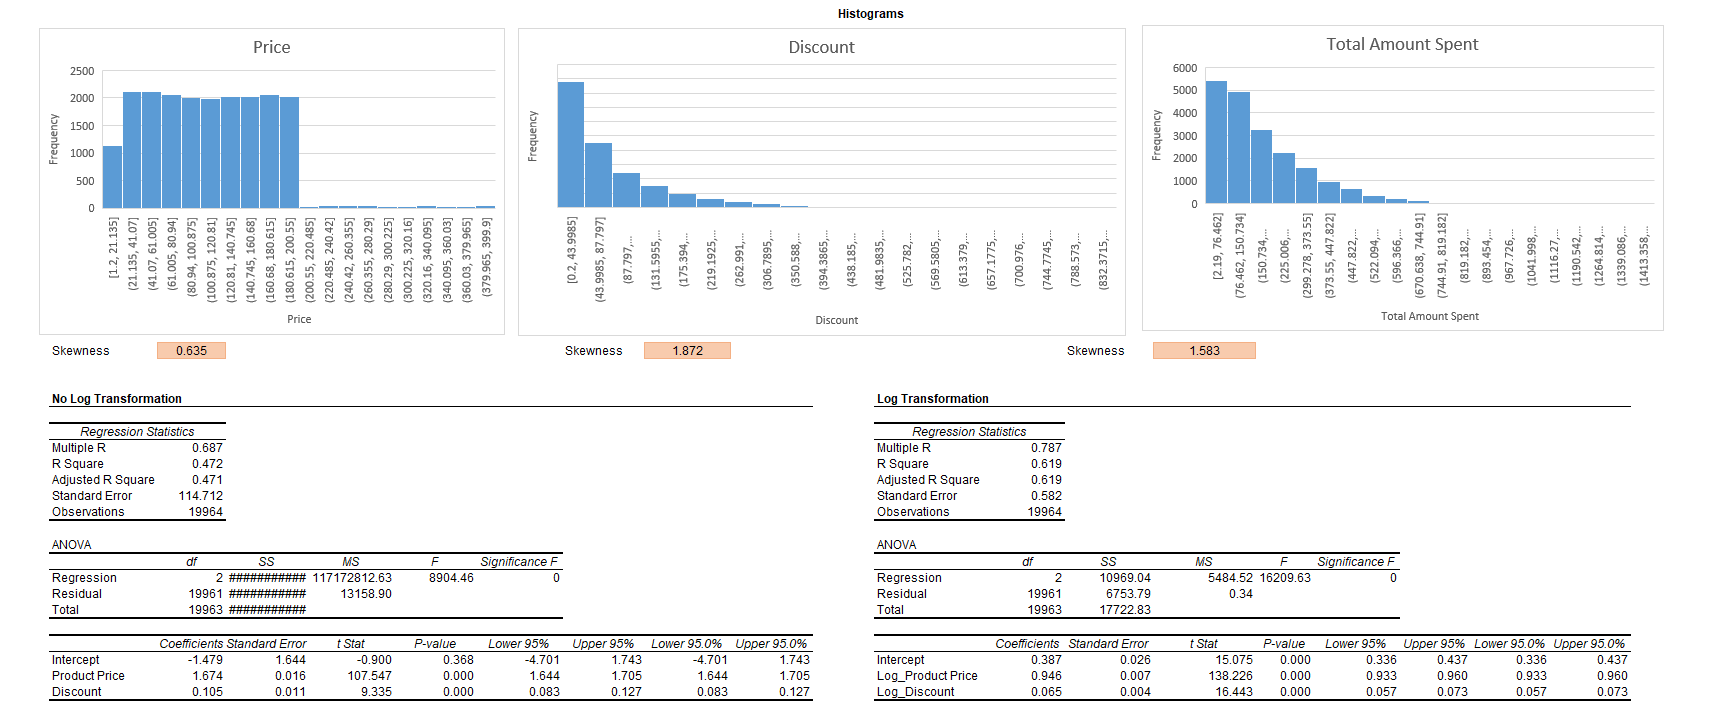 Histograms
Price
2500
2000
1500
1000
500
0
Frequency
[1.2, 21.135]
(21.135, 41.07]
(41.07, 61.005]
(61.005, 80.94]
(80.94, 100.875]
(100.875, 120.81]
(120.81, 140.745]
(140.745, 160.68]
(160.68, 180.615]
(180.615, 200.55]
(200.55, 220.485]
(220.485, 240.42]
(240.42, 260.355]
(260.355, 280.29]
(280.29, 300.225]
(300.225, 320.16]
(320.16, 340.095]
(340.095, 360.03]
(360.03, 379.965]
(379.965, 399.9]
Price
Discount
Frequency
[0.2, 43.9985]
(43.9985, 87.797]
(87.797,...
(131.5955,...
(175.394,...
(219.1925,...
(262.991,...
(306.7895,...
(350.588,...
(394.3865,...
(438.185,...
(481.9835,...
(525.782,...
(569.5805,...
(613.379,...
(657.1775,...
(700.976,...
(744.7745,...
(788.573,...
(832.3715,...
Discount
Total Amount Spent
6000
5000
4000
3000
2000
1000
0
Frequency
[2.19, 76.462]
(76.462, 150.734]
(150.734,...
(225.006,...
(299.278, 373.55]
(373.55, 447.822]
(447.822,...
(522.094,...
(596.366,...
(670.638, 744.91]
(744.91, 819.182]
(819.182,...
(893.454,...
(967.726,...
(1041.998,...
(1116.27,...
(1190.542,...
(1264.814,...
(1339.086,...
(1413.358,...
Total Amount Spent
Skewness 0.635
Skewness 1.872
Skewness 1.583
No Log Transformation
Regression Statistics
Multiple R 0.687
R Square 0.472
Adjusted R Square 0.471
Standard Error 114.712
Observations 19964
ANOVA
df SS MS F Significance F
Regression 2 ########### 117172812.63 8904.46 0
Residual 19961 ########### 13158.90
Total 19963 ###########
Coefficients Standard Error t Stat P-value Lower 95% Upper 95% Lower 95.0% Upper 95.0%
Intercept -1.479 1.644 -0.900 0.368 -4.701 1.743 -4.701 1.743
Product Price 1.674 0.016 107.547 0.000 1.644 1.705 1.644 1.705
Discount 0.105 0.011 9.335 0.000 0.083 0.127 0.083 0.127
Log Transformation
Regression Statistics
Multiple R 0.787
R Square 0.619
Adjusted R Square 0.619
Standard Error 0.582
Observations 19964
ANOVA
df SS MS F Significance F
Regression 2 10969.04 5484.52 16209.63 0
Residual 19961 6753.79 0.34
Total 19963 17722.83
Coefficients Standard Error t Stat P-value Lower 95% Upper 95% Lower 95.0% Upper 95.0%
Intercept 0.387 0.026 15.075 0.000 0.336 0.437 0.336 0.437
Log_Product Price 0.946 0.007 138.226 0.000 0.933 0.960 0.933 0.960
Log_Discount 0.065 0.004 16.443 0.000 0.057 0.073 0.057 0.073